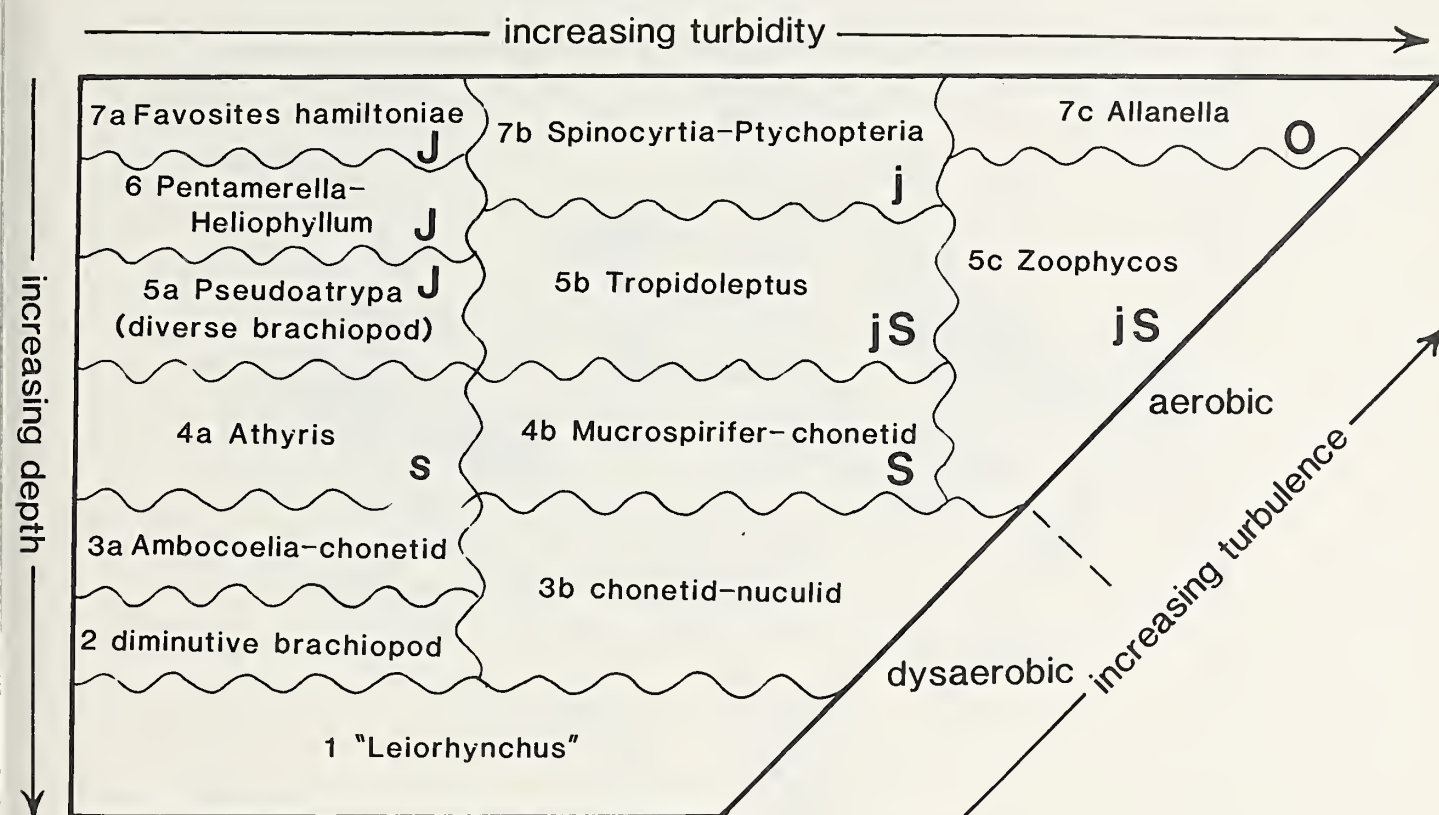 increasing turbidity
increasing depth
7a Favosites hamiltoniae
J
7b Spinocyrtia-Ptychopteria
j
7c Allanella
O
6 Pentamerella-
Heliophyllum J
5a Pseudoatrypa J
(diverse brachiopod)
5b Tropidoleptus
jS
5c Zoophycos
jS
4a Athyris
s
4b Mucrospirifer-chonetid
S
aerobic
3a Ambocoelia-chonetid
3b chonetid-nuculid
2 diminutive brachiopod
dysaerobic
increasing turbulence
1 "Leiorhynchus"